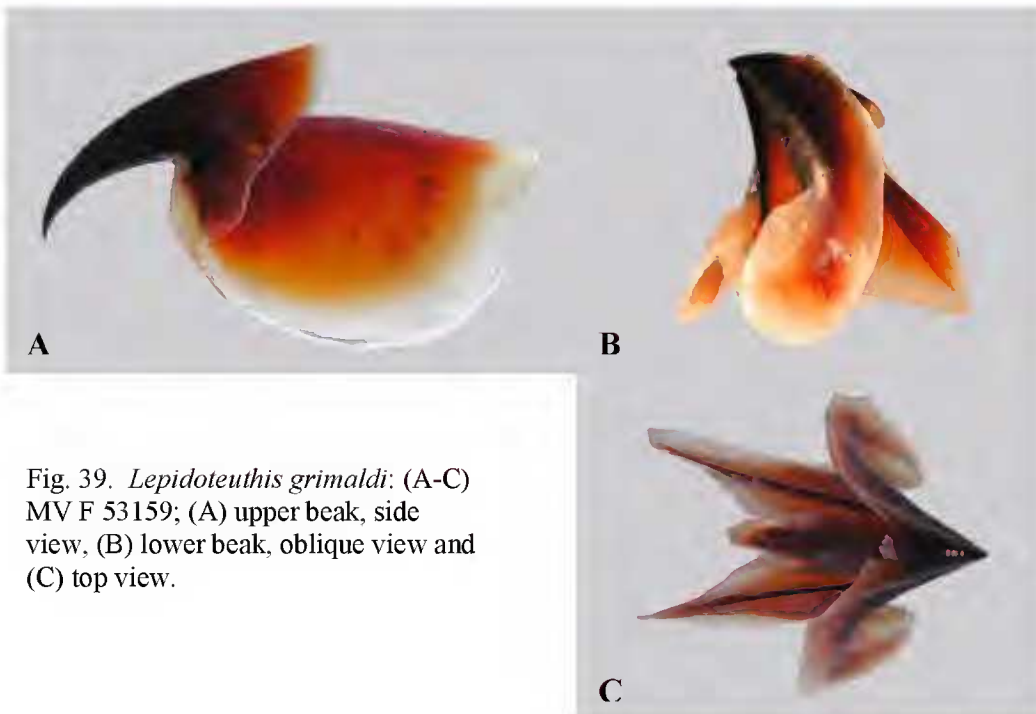 A
B
Fig. 39. Lepidoteuthis grimaldi: (A-C)
MV F 53159; (A) upper beak, side
view, (B) lower beak, oblique view and
(C) top view.
C